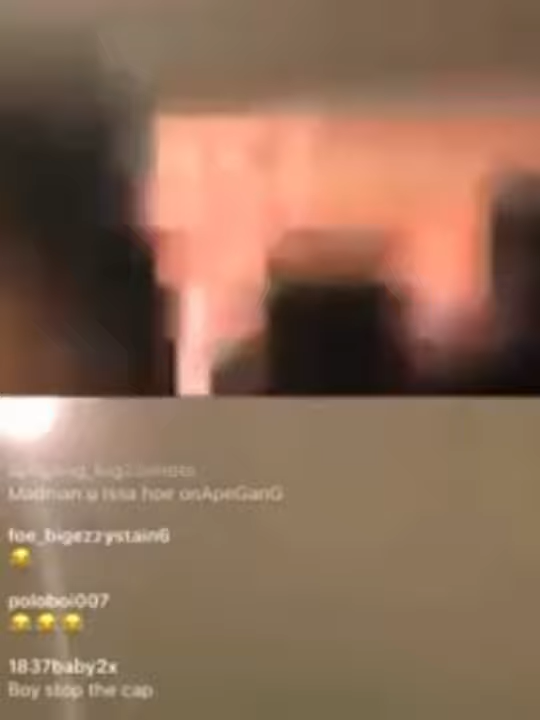 Madman u issa hoe onApeGanG
foe_bigezzystain6
😂
poloboi007
😂😂😂
1837baby2x
Boy stop the cap